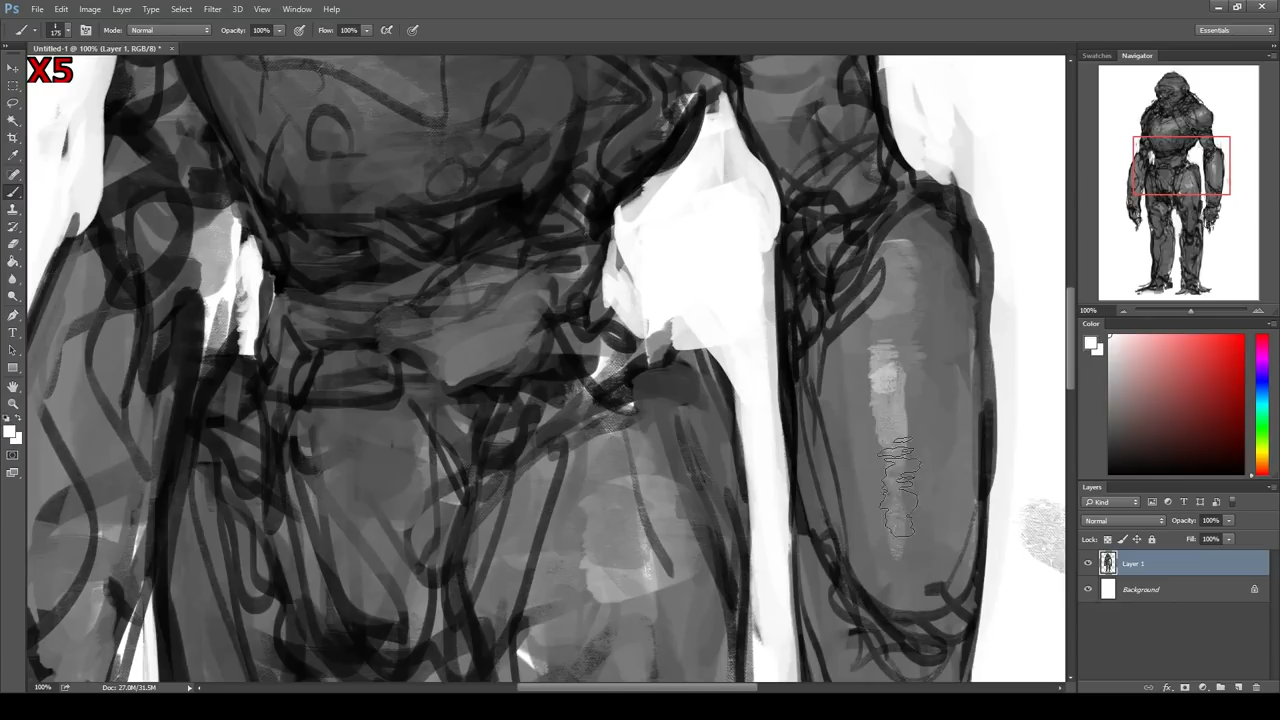 Ps File Edit Image Layer Type Select Filter 3D View Window Help
175 Mode: Normal Opacity: 100% Flow: 100% Essentials
Untitled-1 @ 100% (Layer 1, RGB/8) *
X5
Swatches Navigator
100%
Color
Layers
Kind
Normal Opacity: 100%
Lock: Fill: 100%
Layer 1
Background
100% Doc: 27.0M/31.5M